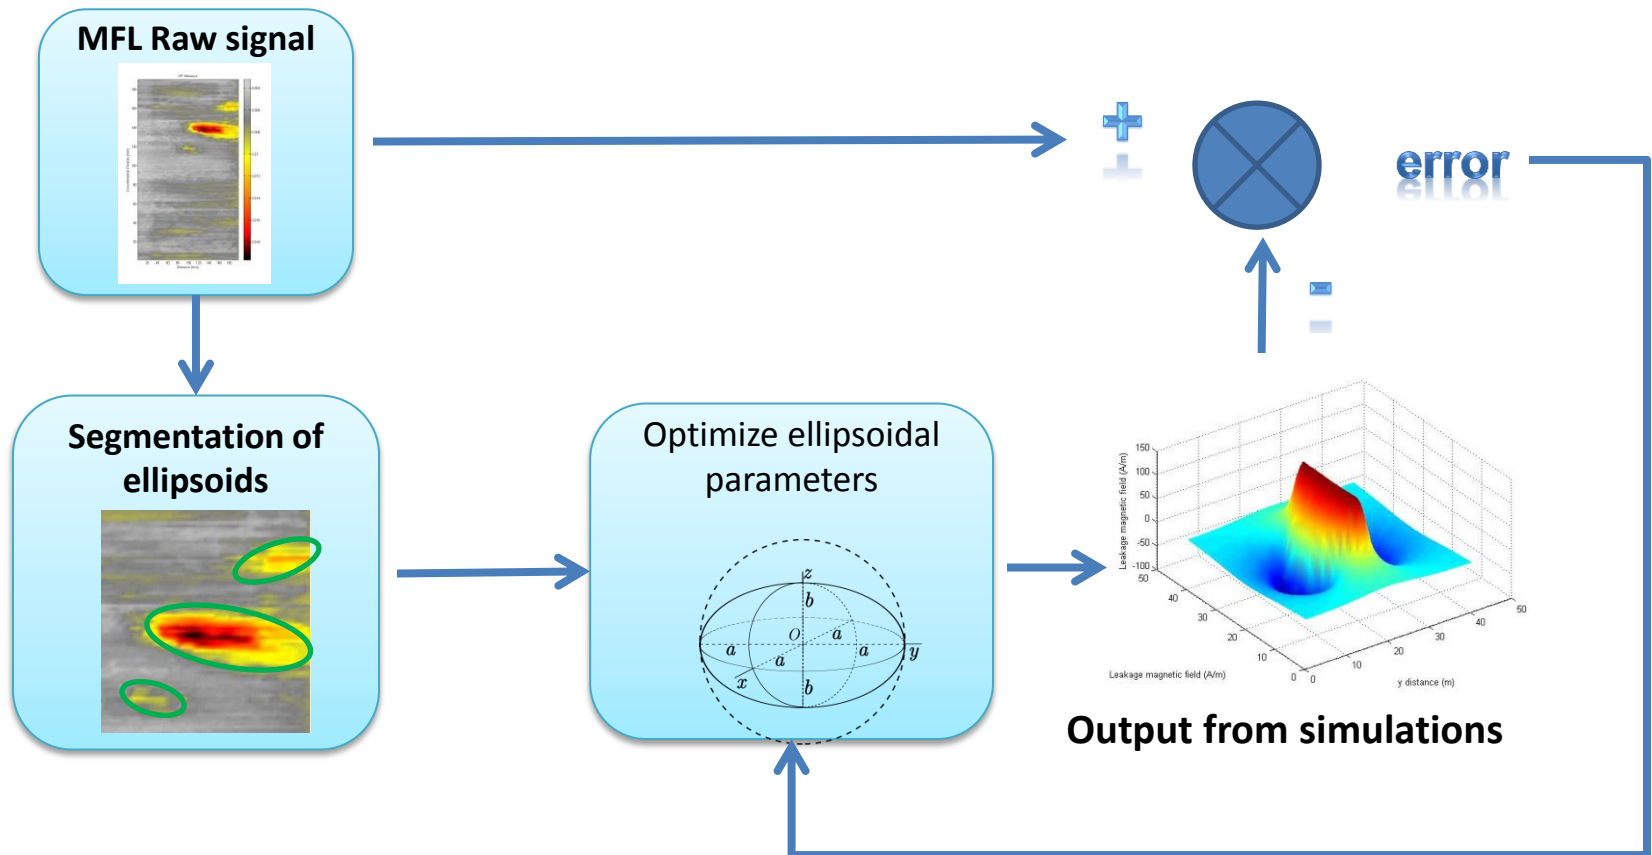 MFL Raw signal
+
error
-
Segmentation of
ellipsoids
Optimize ellipsoidal
parameters
z
b
O
a
a
a
a
y
x
b
Leakage magnetic field (A/m)
150
100
50
0
-50
-100
50
40
30
20
10
0
0
10
20
30
40
50
Leakage magnetic field (A/m)
y distance (m)
Output from simulations